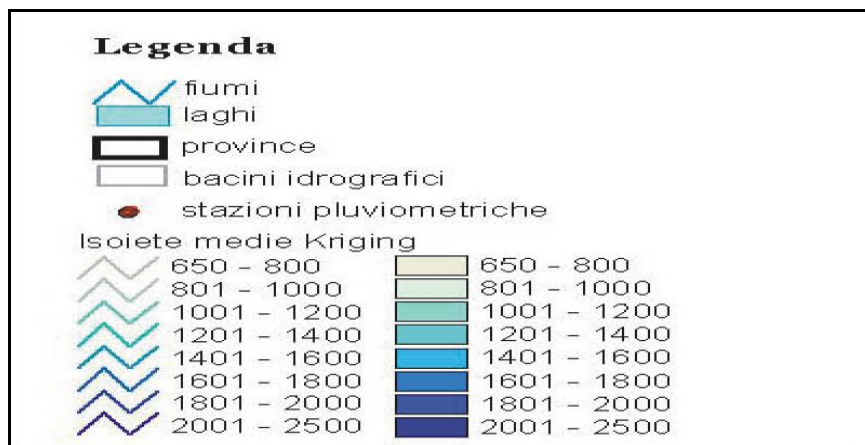 Legenda
fiumi
laghi
province
bacini idrografici
stazioni pluviometriche
Isoiete medie Kriging
650 - 800 650 - 800
801 - 1000 801 - 1000
1001 - 1200 1001 - 1200
1201 - 1400 1201 - 1400
1401 - 1600 1401 - 1600
1601 - 1800 1601 - 1800
1801 - 2000 1801 - 2000
2001 - 2500 2001 - 2500